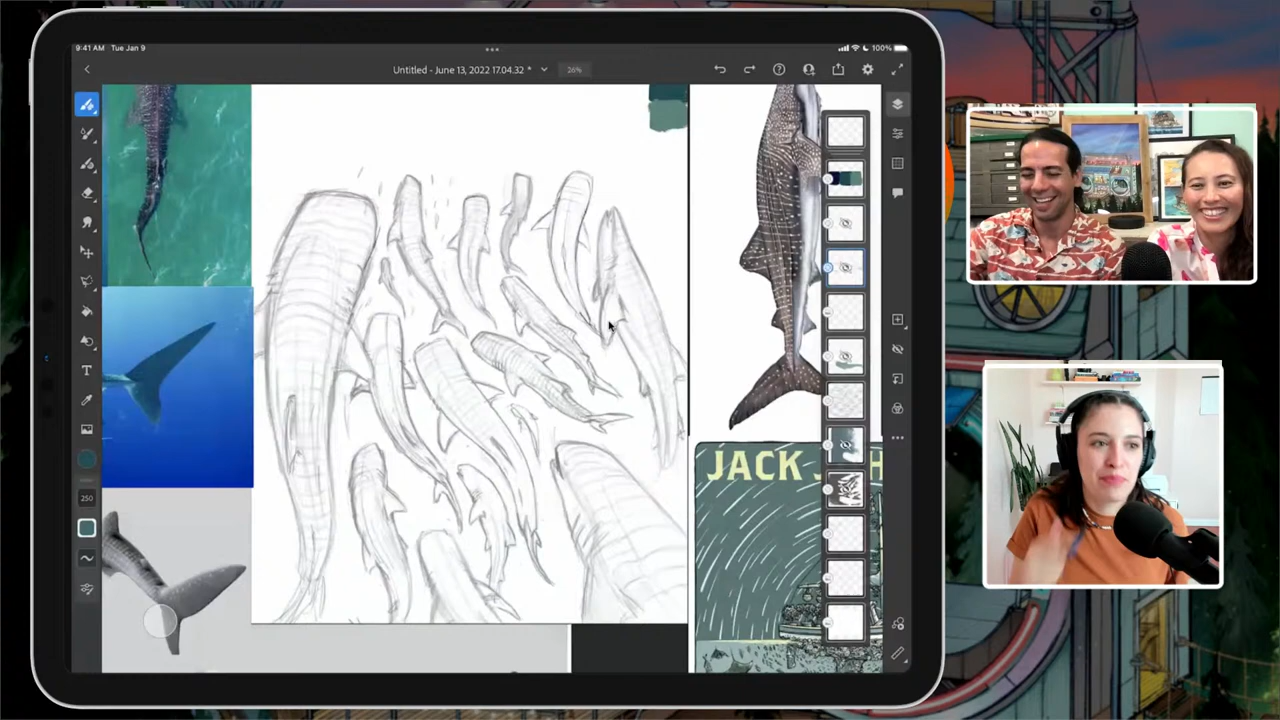 9:41 AM Tue Jan 9
100%
Untitled - June 13, 2022 17.04.32 *
26%
T
250
JACK J
H